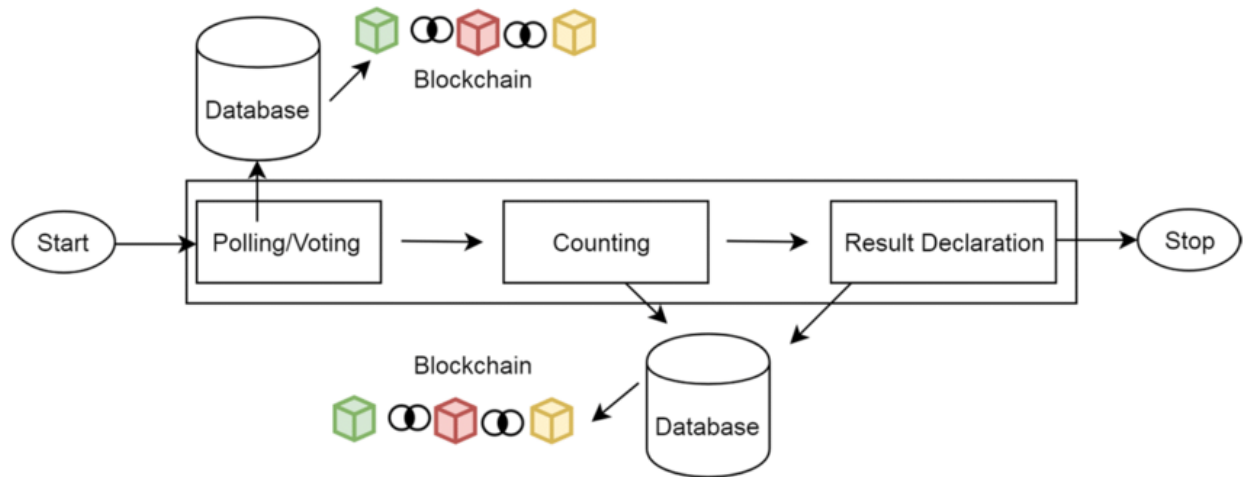 Blockchain
Database
Start
Polling/Voting
Counting
Result Declaration
Stop
Blockchain
Database